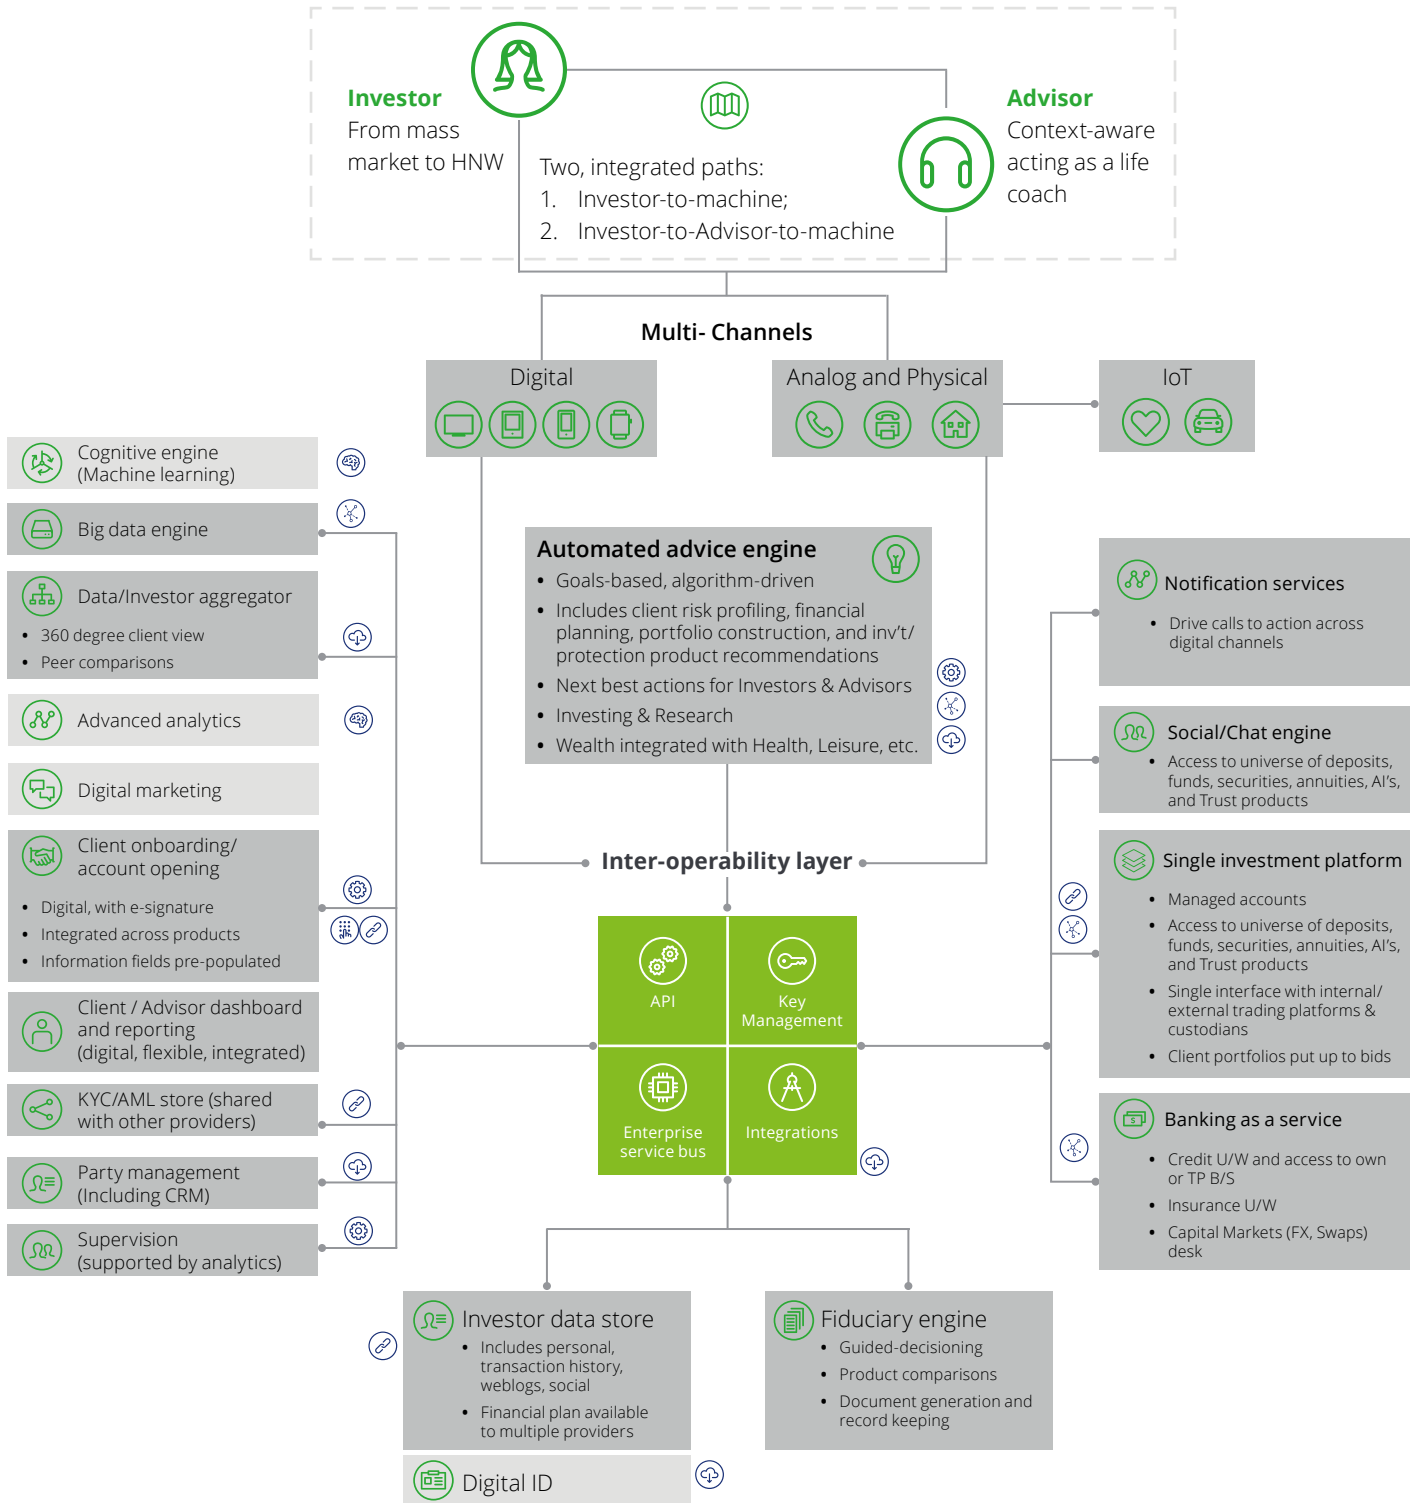 Investor
From mass
market to HNW
Two, integrated paths:
1. Investor-to-machine;
2. Investor-to-Advisor-to-machine
Advisor
Context-aware
acting as a life
coach
Multi- Channels
Digital
Analog and Physical
IoT
Cognitive engine
(Machine learning)
Big data engine
Data/Investor aggregator
• 360 degree client view
• Peer comparisons
Advanced analytics
Digital marketing
Client onboarding/
account opening
• Digital, with e-signature
• Integrated across products
• Information fields pre-populated
Client / Advisor dashboard
and reporting
(digital, flexible, integrated)
KYC/AML store (shared
with other providers)
Party management
(Including CRM)
Supervision
(supported by analytics)
Automated advice engine
• Goals-based, algorithm-driven
• Includes client risk profiling, financial
planning, portfolio construction, and inv't/
protection product recommendations
• Next best actions for Investors & Advisors
• Investing & Research
• Wealth integrated with Health, Leisure, etc.
Inter-operability layer
API
Key
Management
Enterprise
service bus
Integrations
Notification services
• Drive calls to action across
digital channels
Social/Chat engine
• Access to universe of deposits,
funds, securities, annuities, AI's,
and Trust products
Single investment platform
• Managed accounts
• Access to universe of deposits,
funds, securities, annuities, AI's,
and Trust products
• Single interface with internal/
external trading platforms &
custodians
• Client portfolios put up to bids
Banking as a service
• Credit U/W and access to own
or TP B/S
• Insurance U/W
• Capital Markets (FX, Swaps)
desk
Investor data store
• Includes personal,
transaction history,
weblogs, social
• Financial plan available
to multiple providers
Digital ID
Fiduciary engine
• Guided-decisioning
• Product comparisons
• Document generation and
record keeping